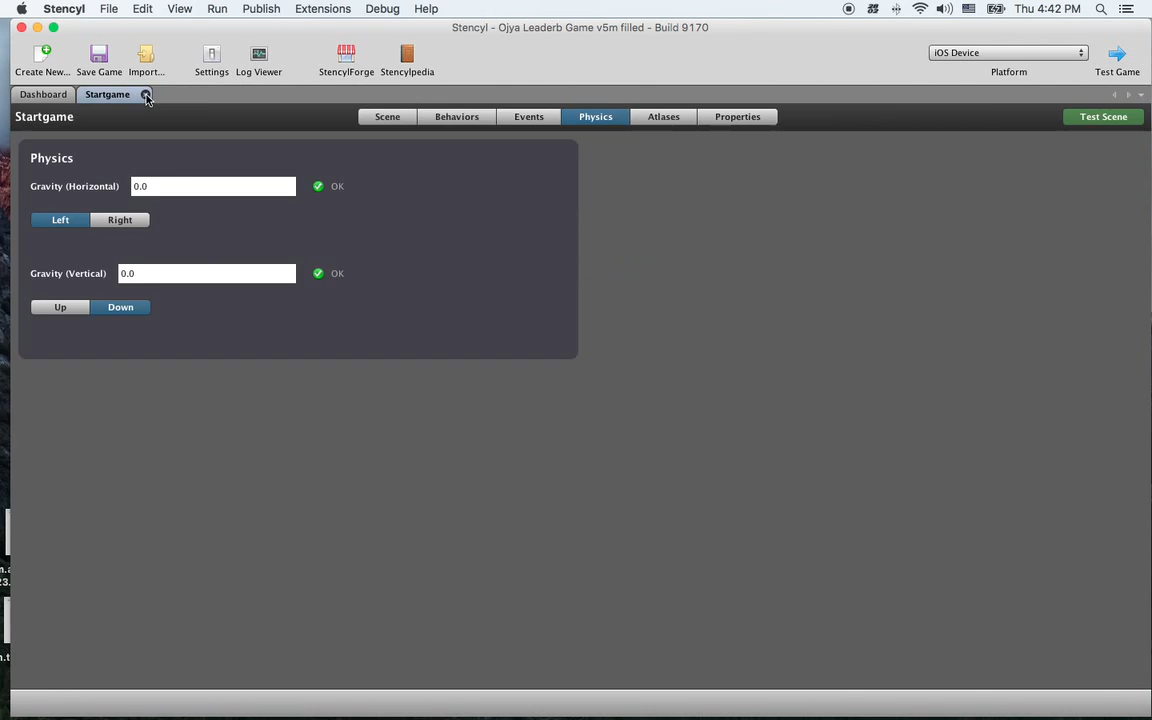 Stencyl File Edit View Run Publish Extensions Debug Help Thu 4:42 PM
Stencyl - Ojya Leaderb Game v5m filled - Build 9170
Create New... Save Game Import... Settings Log Viewer StencylForge Stencylpedia
iOS Device
Platform Test Game
Dashboard Startgame
Startgame Scene Behaviors Events Physics Atlases Properties Test Scene
Physics
Gravity (Horizontal) 0.0 OK
Left Right
Gravity (Vertical) 0.0 OK
Up Down